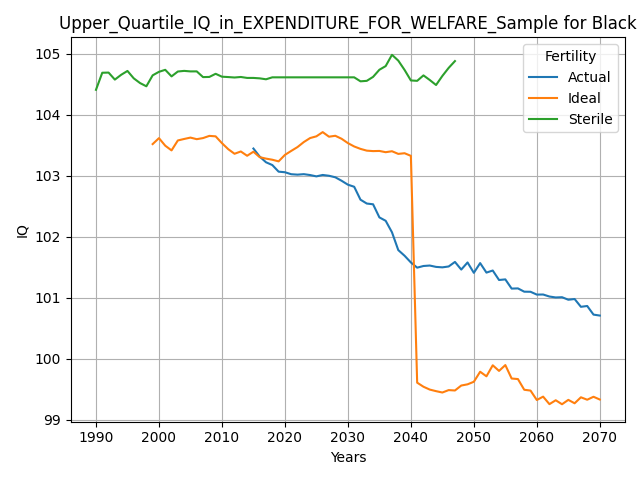 Upper_Quartile_IQ_in_EXPENDITURE_FOR_WELFARE_Sample for Black
Fertility
Actual
Ideal
Sterile
105
104
103
102
101
100
99
IQ
1990 2000 2010 2020 2030 2040 2050 2060 2070
Years